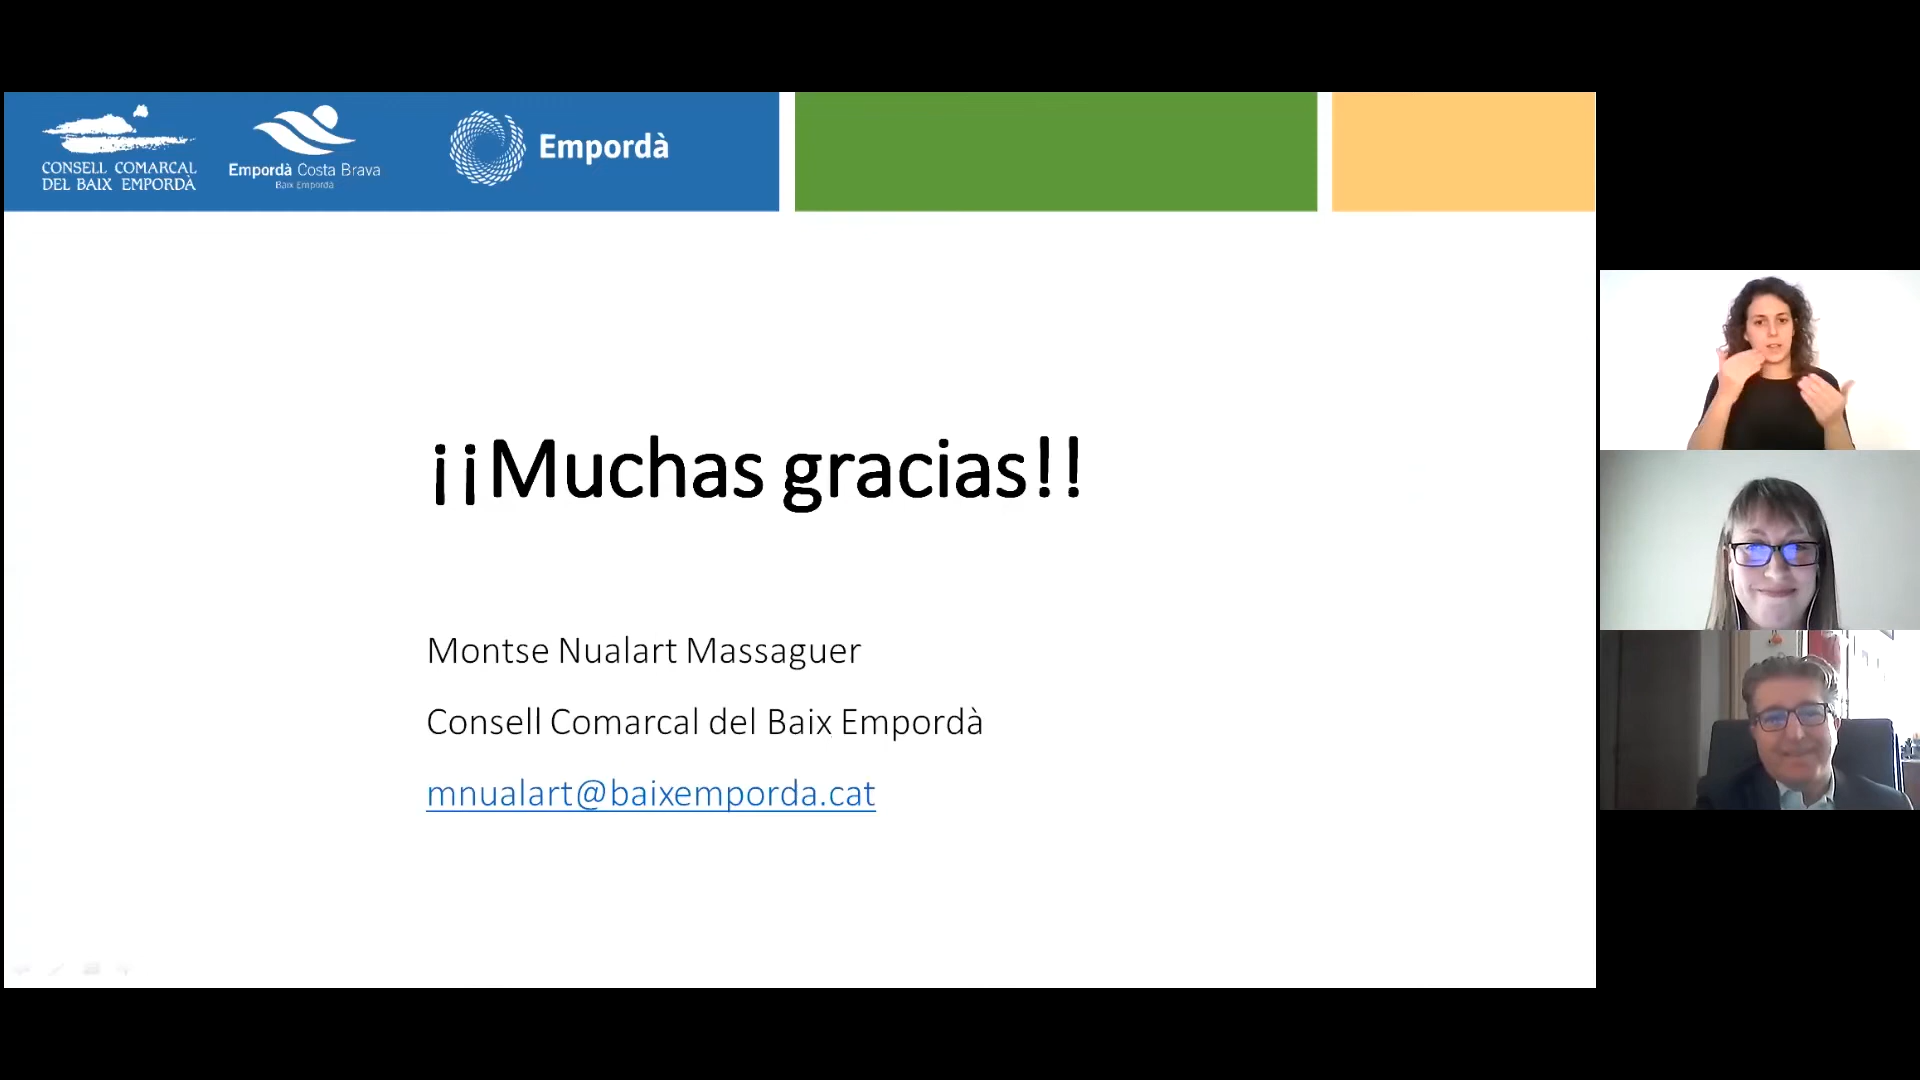 CONSELL COMARCAL
DEL BAIX EMPORDÀ
Empordà Costa Brava
Baix Empordà
Empordà
¡¡Muchas gracias!!
Montse Nualart Massaguer
Consell Comarcal del Baix Empordà
mnualart@baixemporda.cat